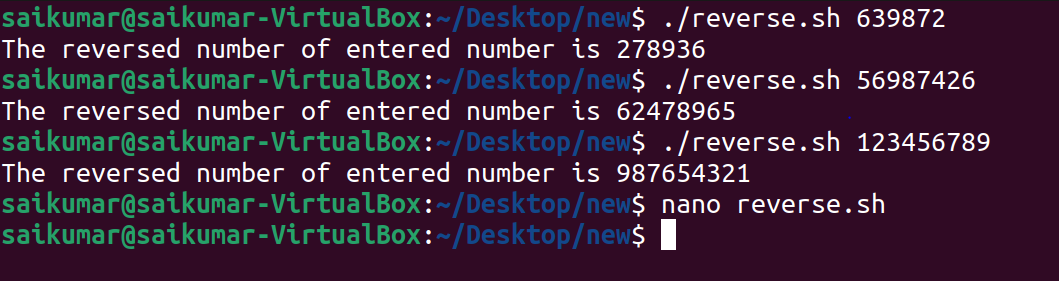 saikumar@saikumar-VirtualBox:~/Desktop/new$ ./reverse.sh 639872
The reversed number of entered number is 278936
saikumar@saikumar-VirtualBox:~/Desktop/new$ ./reverse.sh 56987426
The reversed number of entered number is 62478965
saikumar@saikumar-VirtualBox:~/Desktop/new$ ./reverse.sh 123456789
The reversed number of entered number is 987654321
saikumar@saikumar-VirtualBox:~/Desktop/new$ nano reverse.sh
saikumar@saikumar-VirtualBox:~/Desktop/new$